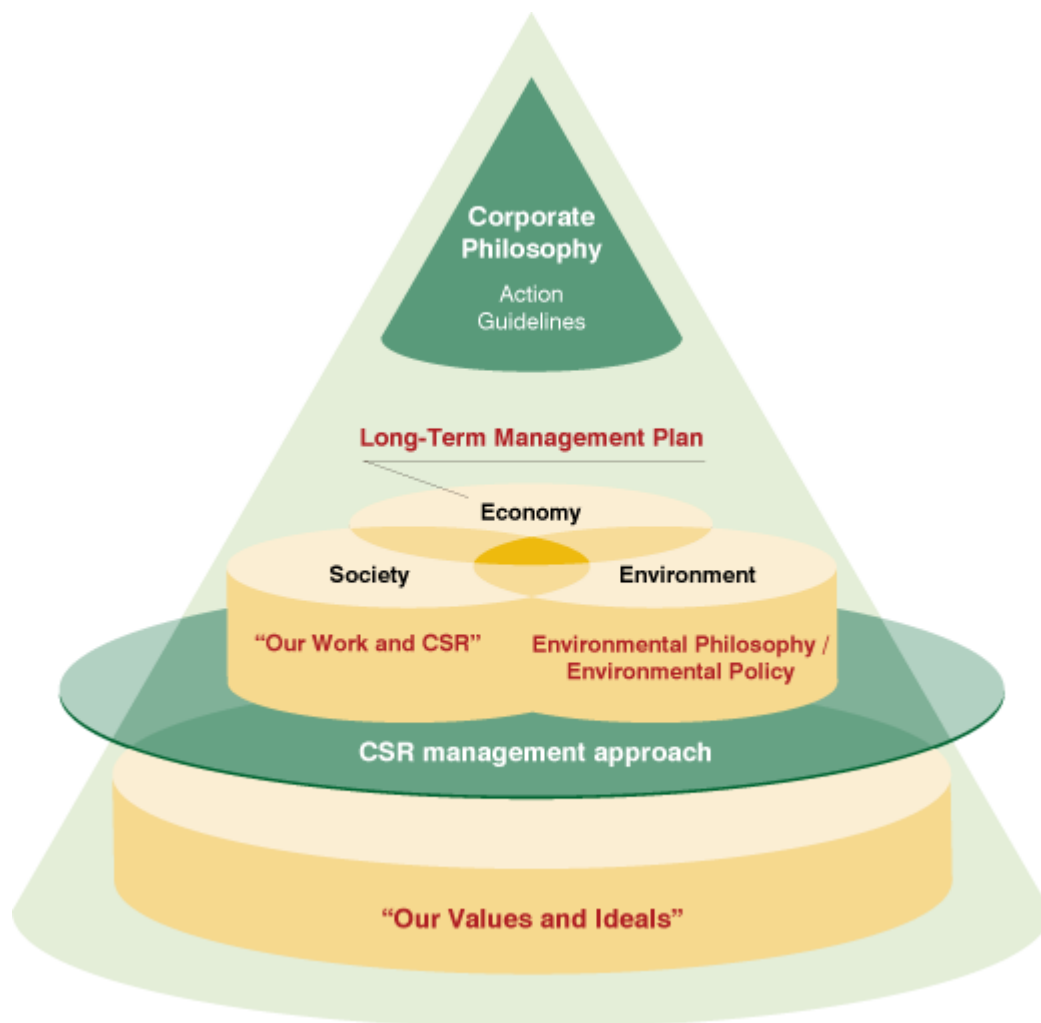 Corporate
Philosophy
Action
Guidelines
Long-Term Management Plan
Economy
Society
Environment
“Our Work and CSR”
Environmental Philosophy /
Environmental Policy
CSR management approach
“Our Values and Ideals”